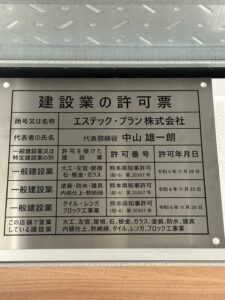 建設業の許可票
商号又は名称 エステック・プラン 株式会社
代表者の氏名 代表取締役 中山 雄一朗
一般建設業又は
特定建設業の別
許可を受けた
建設業
許可番号 許可年月日
一般建設業
大工・左官、屋根
石・鈑金・ガラス
熊本県知事許可
(般-6) 第20307号
令和6年11月20日
一般建設業
塗装・防水・建具
内装仕上・熱絶縁
熊本県知事許可
(般-6) 第20307号
令和6年11月20日
一般建設業
タイル・レンガ・
ブロック工事業
熊本県知事許可
(般-6) 第20307号
令和6年11月20日
この店舗で営業
している建設業
大工、左官、屋根、石、鈑金、ガラス、塗装、防水、建具
内装仕上、熱絶縁、タイル、レンガ、ブロック工事業